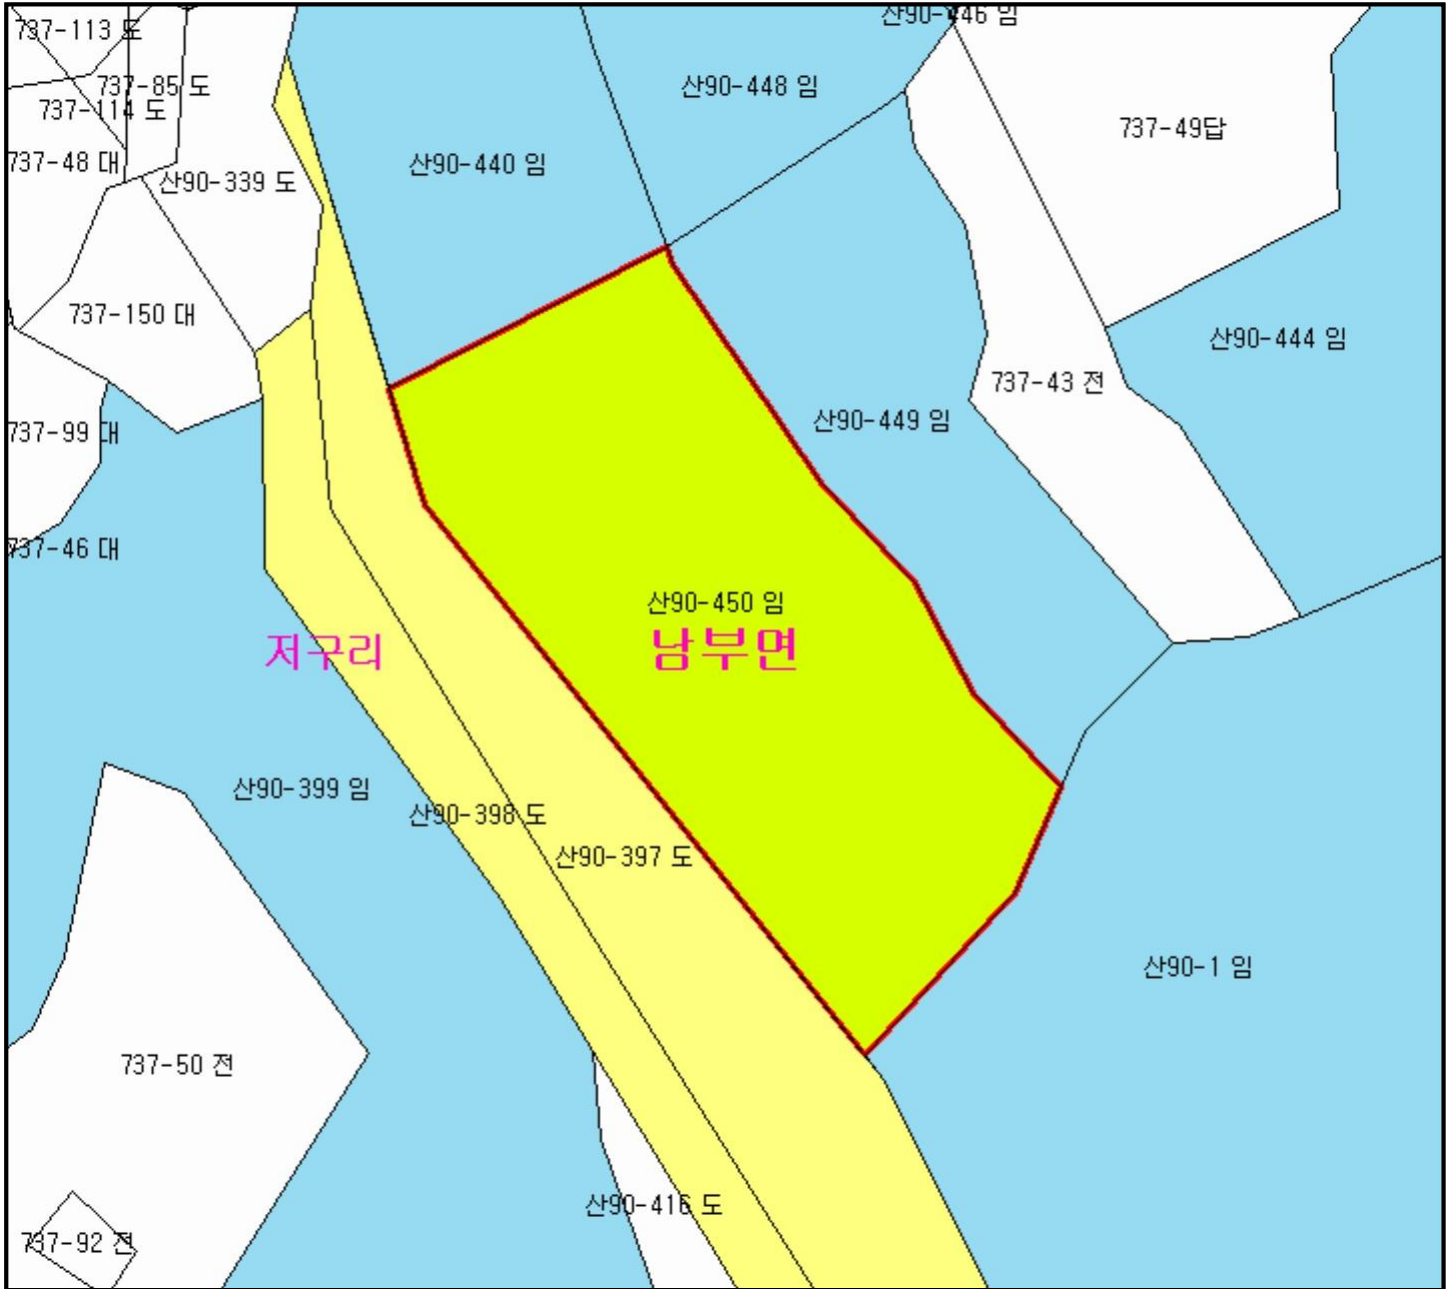 산90-446 임
737-113 도
737-85 도
산90-448 임
737-114 도
737-49답
737-48 대
산90-440 임
산90-339 도
737-150 대
산90-444 임
737-43 전
산90-449 임
737-99 대
737-46 대
산90-450 임
저구리
남부면
산90-399 임
산90-398 도
산90-397 도
산90-1 임
737-50 전
산90-416 도
737-92 전